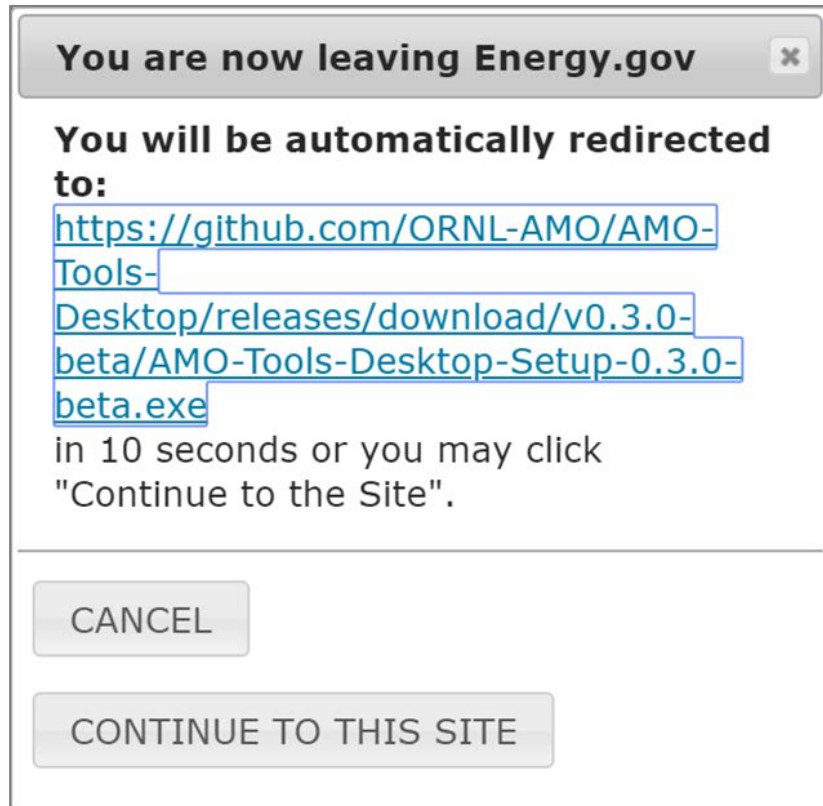 You are now leaving Energy.gov
You will be automatically redirected
to:
https://github.com/ORNL-AMO/AMO-
Tools-
Desktop/releases/download/v0.3.0-
beta/AMO-Tools-Desktop-Setup-0.3.0-
beta.exe
in 10 seconds or you may click
"Continue to the Site".
CANCEL
CONTINUE TO THIS SITE